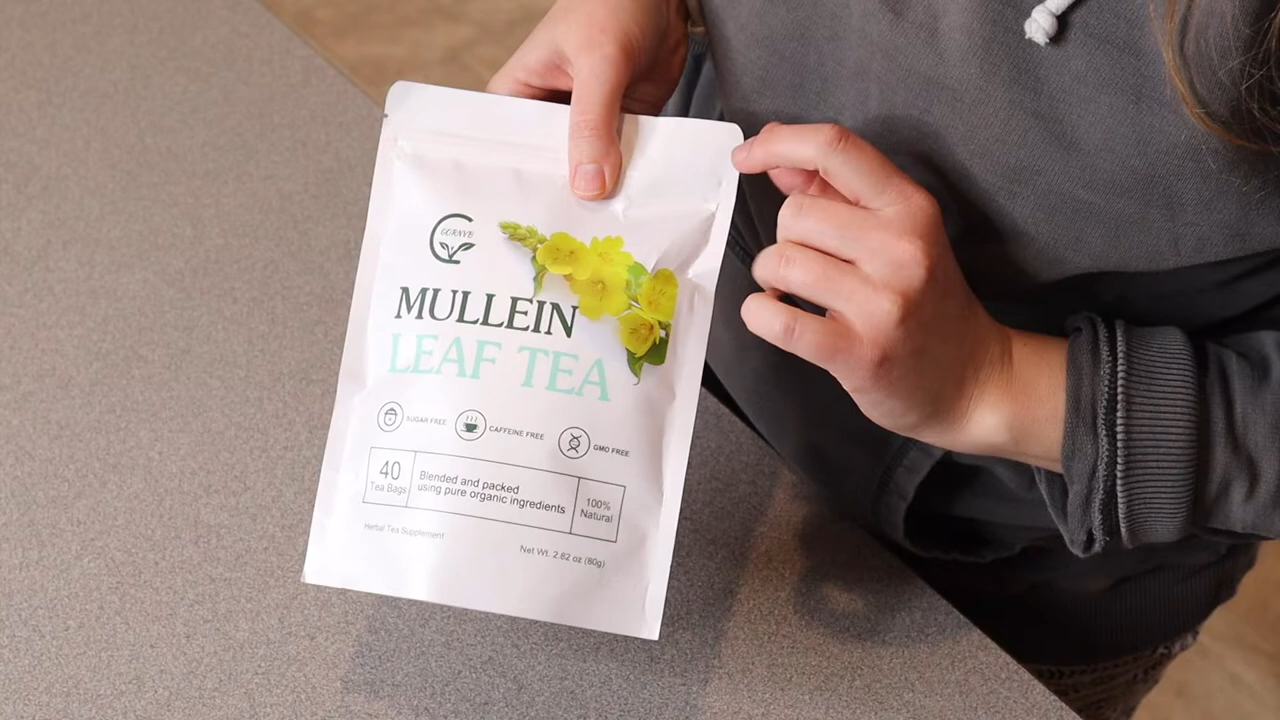 CORNVE
MULLEIN
LEAF TEA
SUGAR FREE
CAFFEINE FREE
GMO FREE
40
Tea Bags
Blended and packed
using pure organic ingredients
100%
Natural
Herbal Tea Supplement
Net Wt. 2.82 oz (80g)